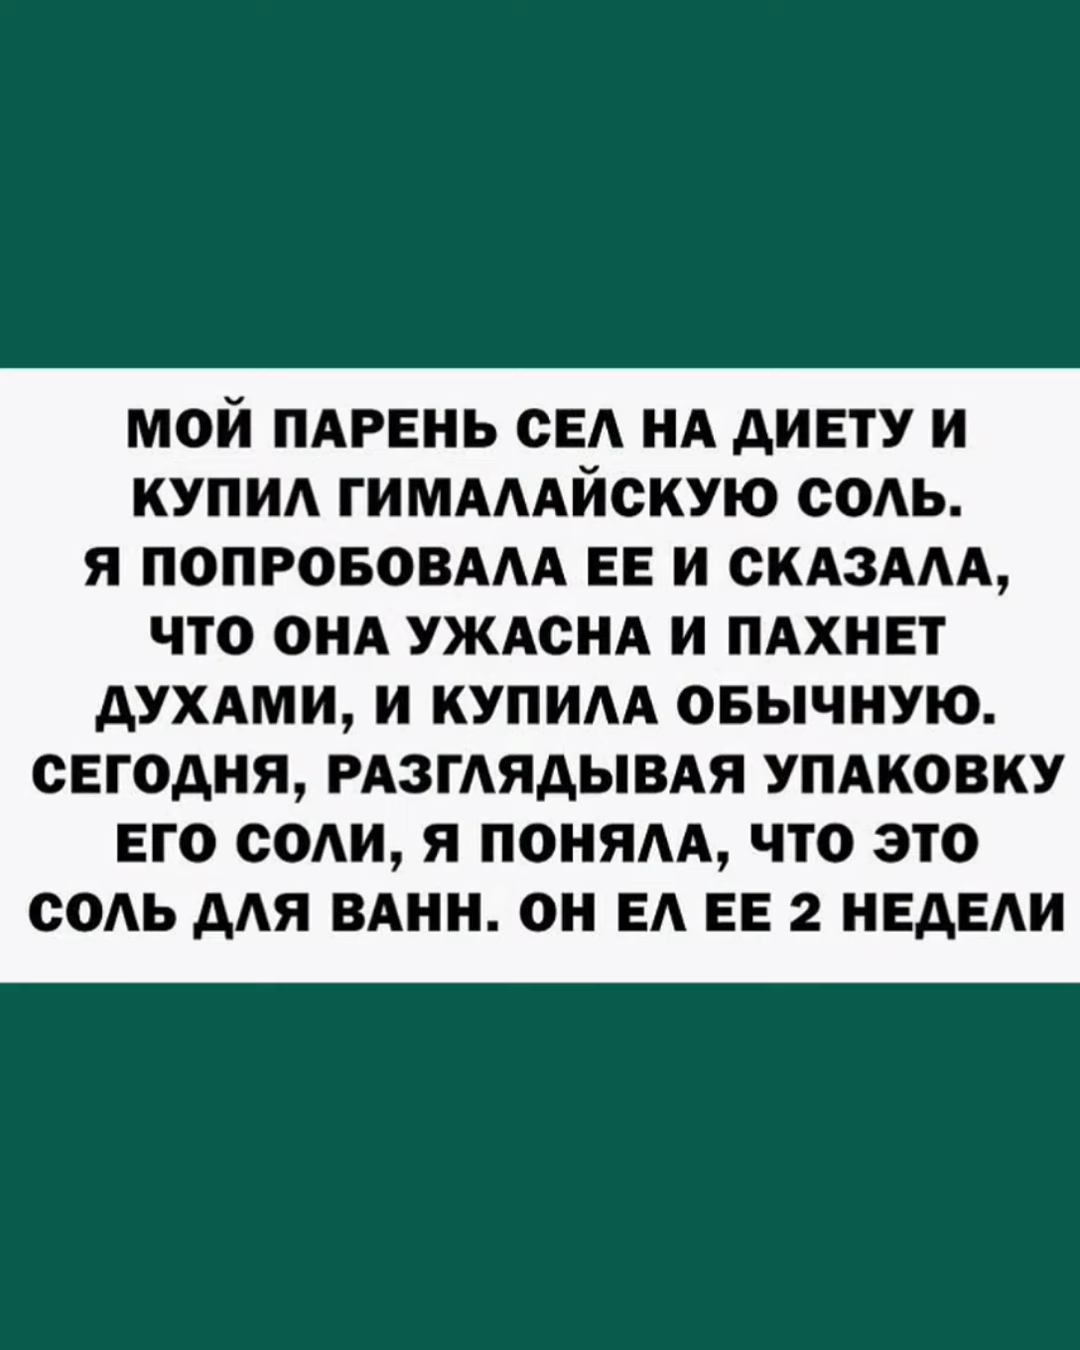 МОЙ ПАРЕНЬ СЕЛ НА ДИЕТУ И
КУПИЛ ГИМАЛАЙСКУЮ СОЛЬ.
Я ПОПРОБОВАЛА ЕЕ И СКАЗАЛА,
ЧТО ОНА УЖАСНА И ПАХНЕТ
ДУХАМИ, И КУПИЛА ОБЫЧНУЮ.
СЕГОДНЯ, РАЗГЛЯДЫВАЯ УПАКОВКУ
ЕГО СОЛИ, Я ПОНЯЛА, ЧТО ЭТО
СОЛЬ ДЛЯ ВАНН. ОН ЕЛ ЕЕ 2 НЕДЕЛИ